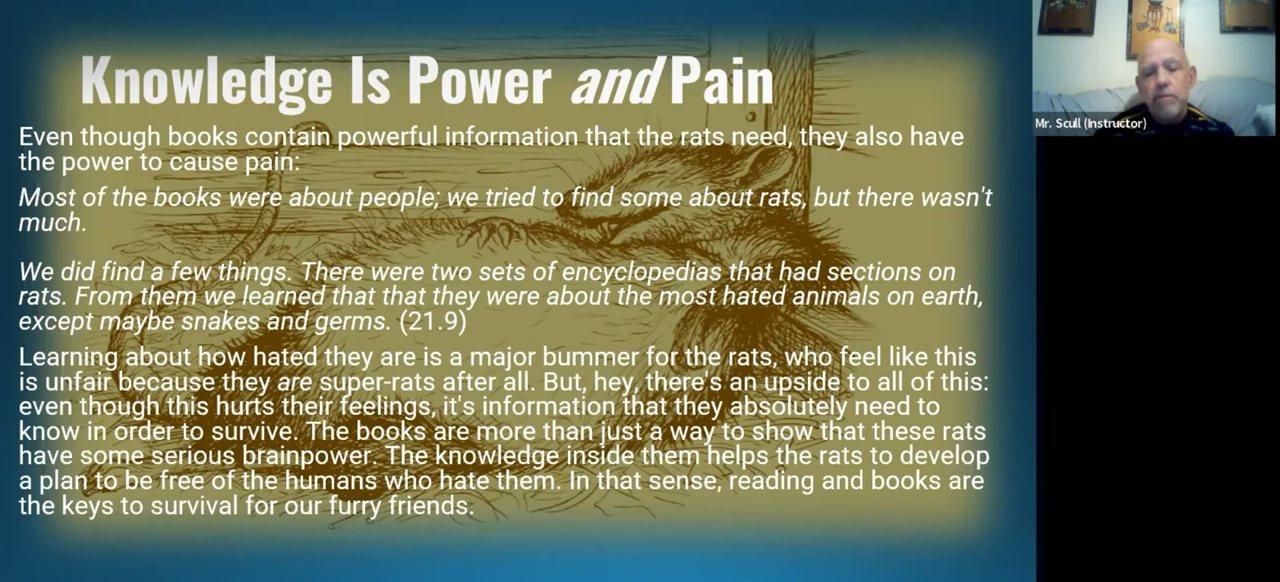 Knowledge Is Power and Pain
Even though books contain powerful information that the rats need, they also have
the power to cause pain:
Most of the books were about people; we tried to find some about rats, but there wasn't
much.
We did find a few things. There were two sets of encyclopedias that had sections on
rats. From them we learned that that they were about the most hated animals on earth,
except maybe snakes and germs. (21.9)
Learning about how hated they are is a major bummer for the rats, who feel like this
is unfair because they are super-rats after all. But, hey, there's an upside to all of this:
even though this hurts their feelings, it's information that they absolutely need to
know in order to survive. The books are more than just a way to show that these rats
have some serious brainpower. The knowledge inside them helps the rats to develop
a plan to be free of the humans who hate them. In that sense, reading and books are
the keys to survival for our furry friends.
Mr. Scull (Instructor)